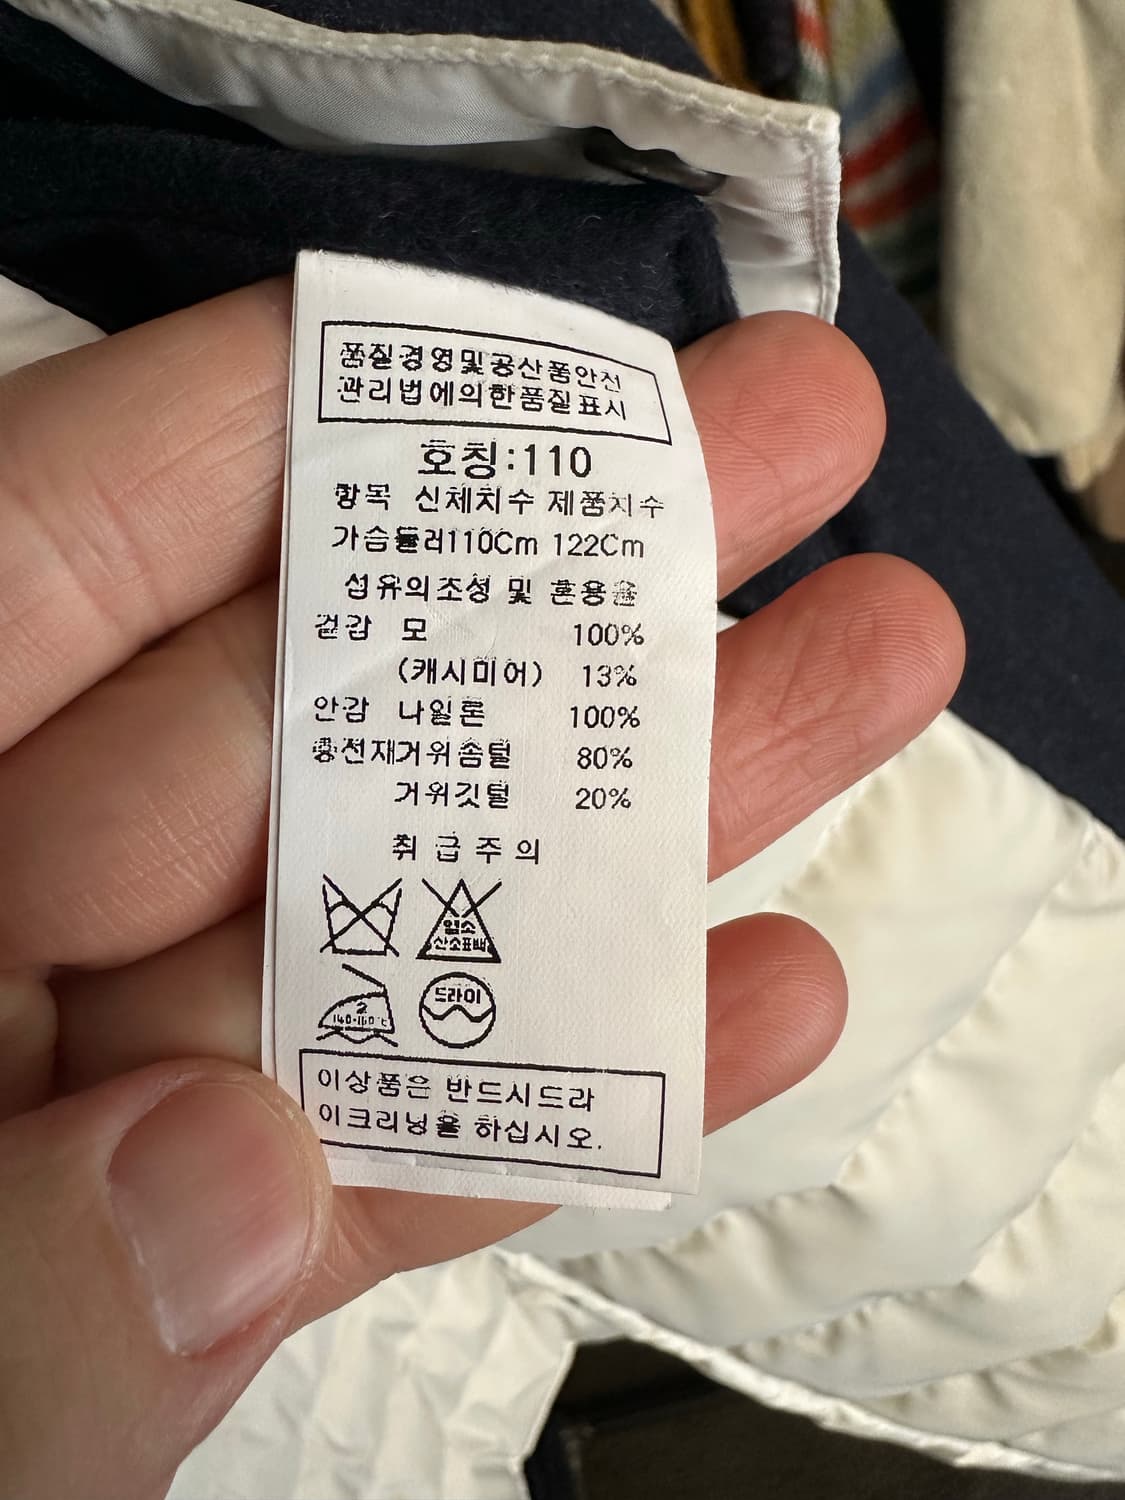 품질경영및공산품안전
관리법에의한품질표시
호칭:110
항목 신체치수 제품치수
가슴둘러110Cm 122Cm
섬유의조성 및 혼용율
겉감 모 100%
(캐시미어) 13%
안감 나일론 100%
충전재거위솜털 80%
거위깃털 20%
취급주의
염소
산소표백
2
140-160℃
드라이
이상품은 반드시드라
이크리닝을 하십시오.